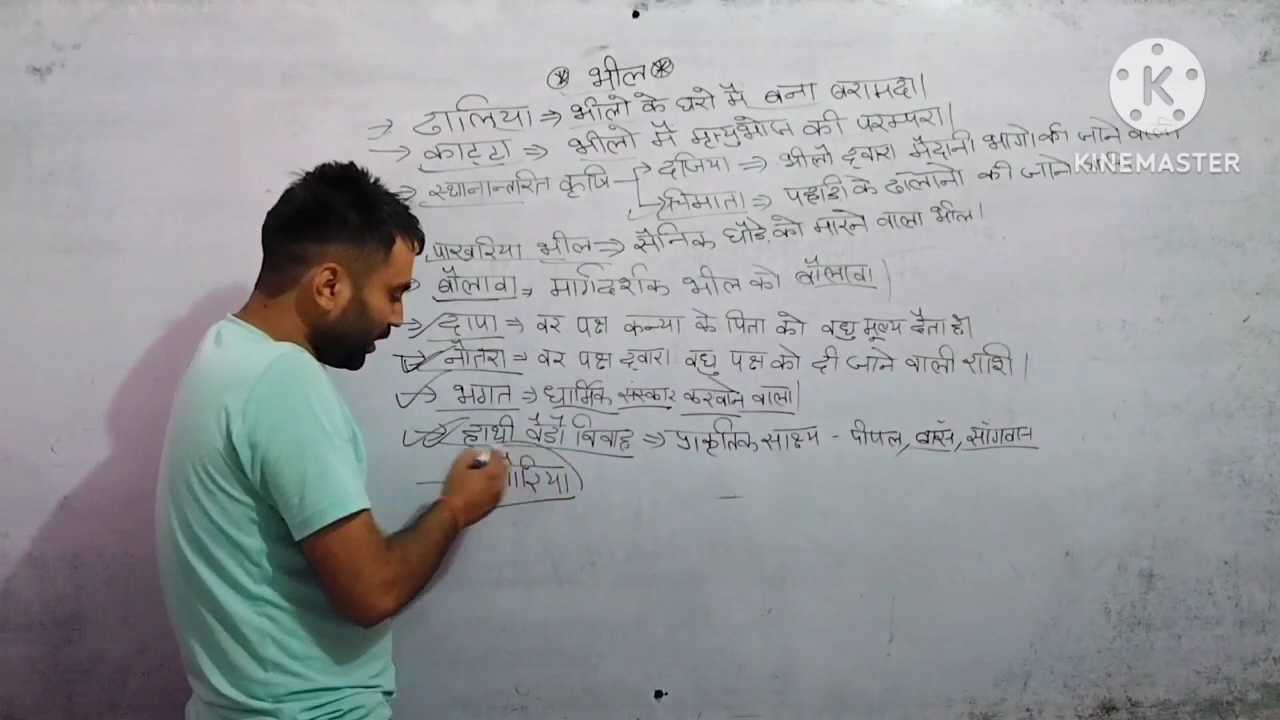 भील
→ ढालिया ⇒ भीलो के घरो में बना बरामदा।
→ काट्टा ⇒ भीलो में मृत्युभोज की परम्परा।
→ स्थानान्तरित कृषि
दजिया ⇒ भीलों द्वारा मैदानी भागो की जाने वाली
चिमाता ⇒ पहाडी के ढालानो की जाने
पाखरिया भील ⇒ सैनिक घोडे को मारने वाला भील।
→ बॉलावा ⇒ मार्गदर्शक भील को बॉलावा
→ दापा ⇒ वर पक्ष कन्या के पिता को वधु मूल्य देता है।
नौतरा ⇒ वर पक्ष द्वारा वधु पक्ष को दी जाने वाली राशि।
भगत ⇒ धार्मिक संस्कार करवाने वाला।
हाथी वैडौ विवाह ⇒ प्राकृतिक साक्ष्य - पीपल, बासँ, सांगवान
रिया
K
KINEMASTER